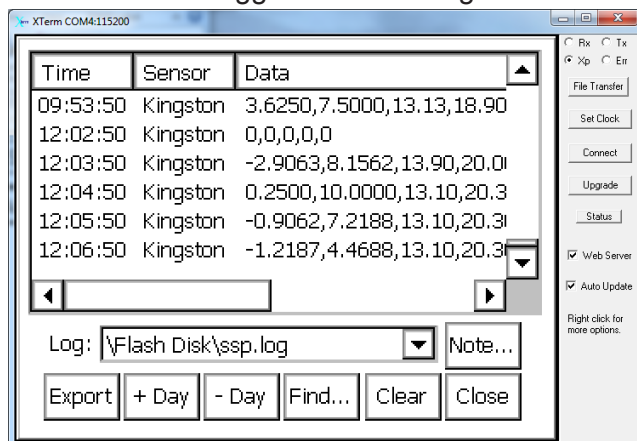 XTerm COM4:115200
Rx Tx
Xp Err
File Transfer
Set Clock
Connect
Upgrade
Status
Web Server
Auto Update
Right click for
more options.
Time Sensor Data
09:53:50 Kingston 3.6250,7.5000,13.13,18.90
12:02:50 Kingston 0,0,0,0,0
12:03:50 Kingston -2.9063,8.1562,13.90,20.0
12:04:50 Kingston 0.2500,10.0000,13.10,20.3
12:05:50 Kingston -0.9062,7.2188,13.10,20.3
12:06:50 Kingston -1.2187,4.4688,13.10,20.3
Log: \Flash Disk\ssp.log Note...
Export + Day - Day Find... Clear Close